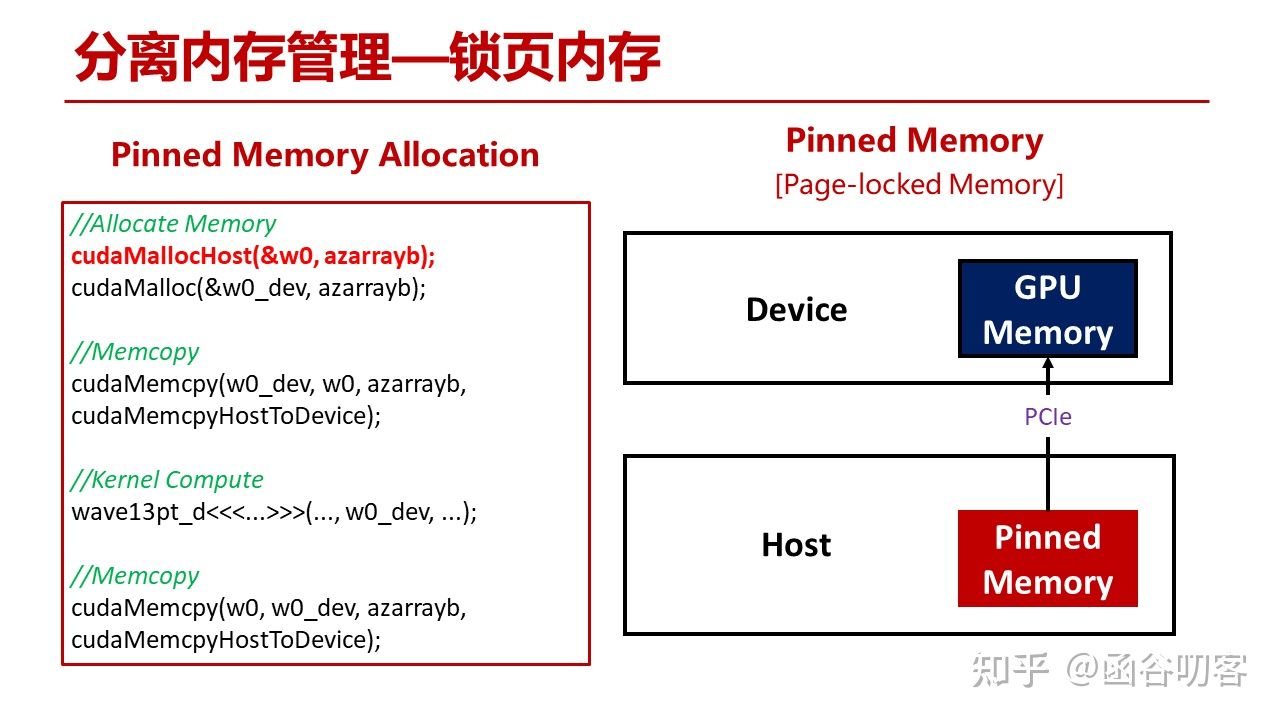 分离内存管理—锁页内存
Pinned Memory Allocation
//Allocate Memory
cudaMallocHost(&w0, azarrayb);
cudaMalloc(&w0_dev, azarrayb);
//Memcopy
cudaMemcpy(w0_dev, w0, azarrayb,
cudaMemcpyHostToDevice);
//Kernel Compute
wave13pt_d<<<...>>>(..., w0_dev, ...);
//Memcopy
cudaMemcpy(w0, w0_dev, azarrayb,
cudaMemcpyHostToDevice);
Pinned Memory
[Page-locked Memory]
Device
GPU
Memory
PCIe
Host
Pinned
Memory
知乎 @函谷叨客